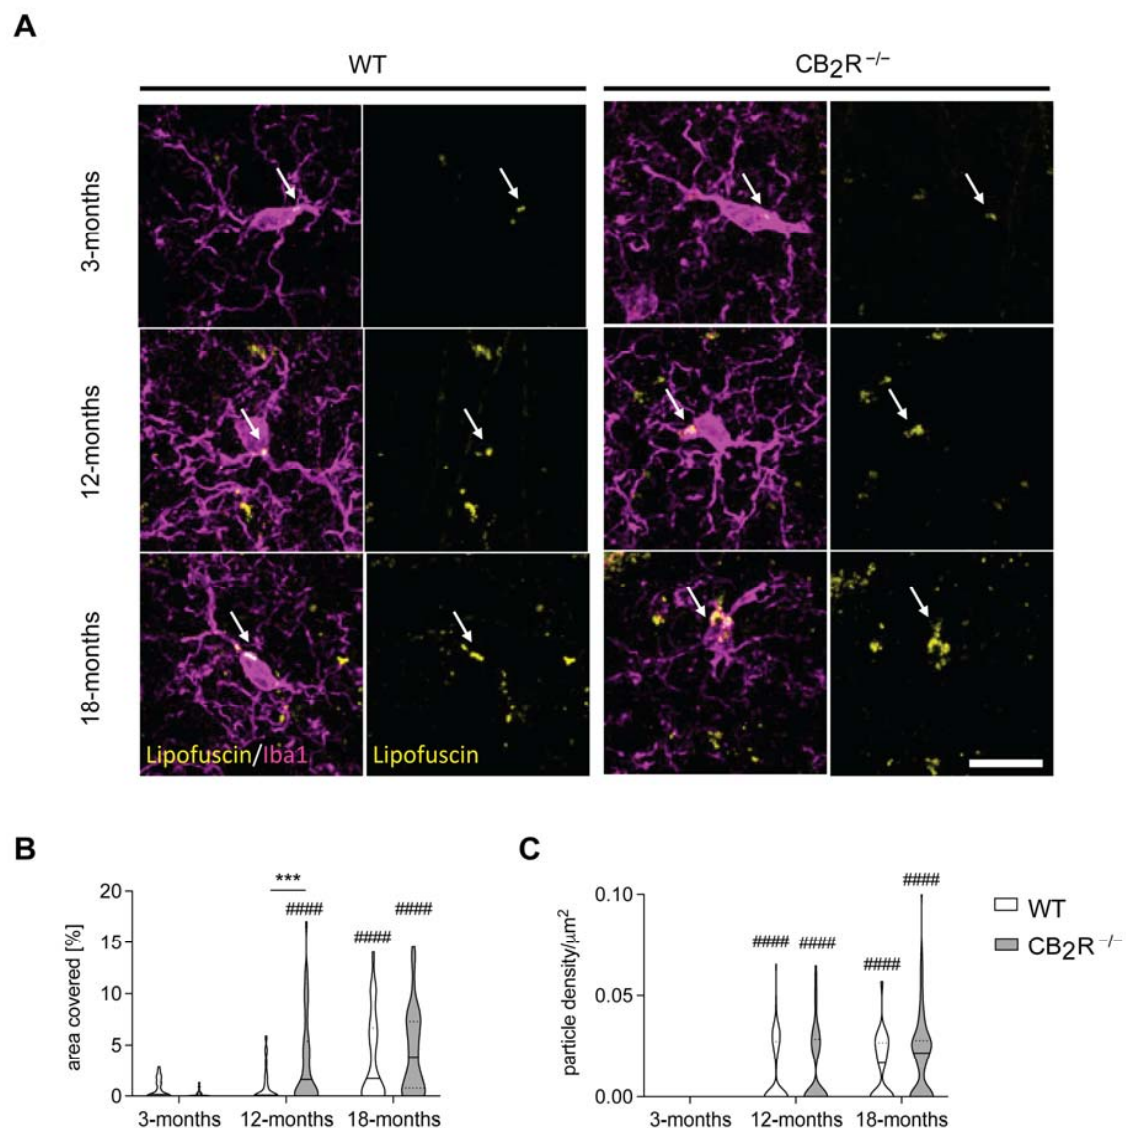 A
WT
CB2R−/−
3-months
12-months
18-months
Lipofuscin/Iba1
Lipofuscin
B
area covered [%]
20
15
10
5
0
***
####
####
####
3-months
12-months
18-months
C
particle density/μm2
0.10
0.05
0.00
####
####
####
####
3-months
12-months
18-months
WT
CB2R−/−